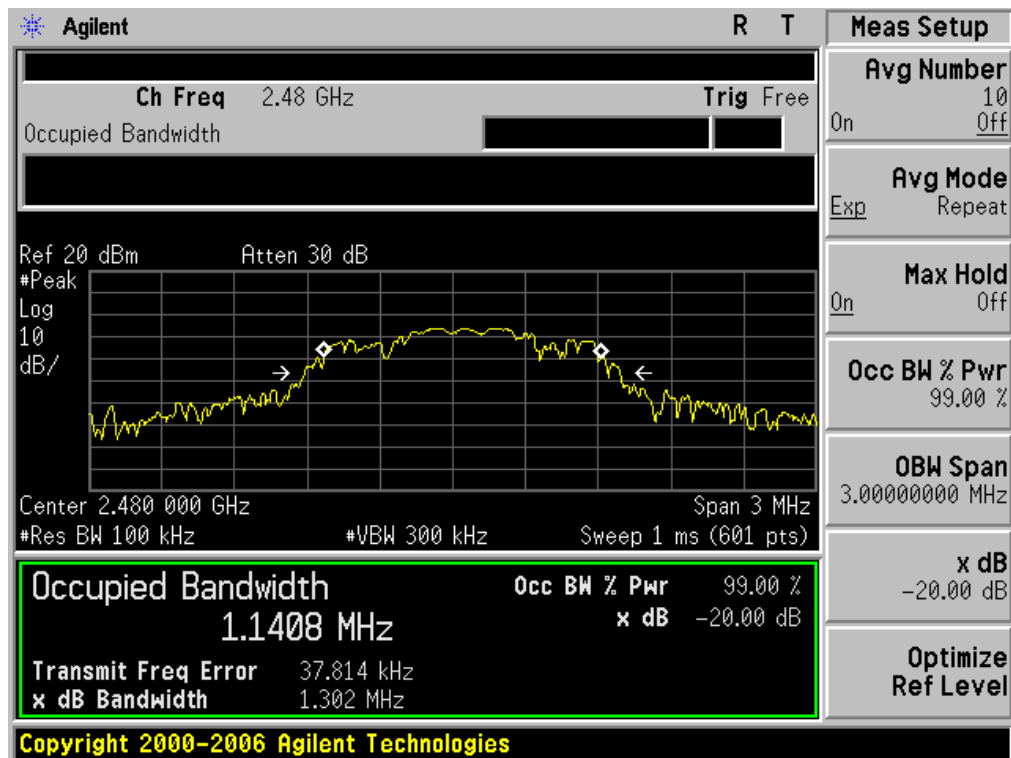 Agilent R T Meas Setup
Ch Freq 2.48 GHz Trig Free
Occupied Bandwidth
Ref 20 dBm Atten 30 dB
#Peak
Log
10
dB/
Center 2.480 000 GHz Span 3 MHz
#Res BW 100 kHz #VBW 300 kHz Sweep 1 ms (601 pts)
Occupied Bandwidth Occ BW % Pwr 99.00 %
1.1408 MHz x dB -20.00 dB
Transmit Freq Error 37.814 kHz
x dB Bandwidth 1.302 MHz
Copyright 2000-2006 Agilent Technologies
Avg Number
10
On Off
Avg Mode
Exp Repeat
Max Hold
On Off
Occ BW % Pwr
99.00 %
OBW Span
3.00000000 MHz
x dB
-20.00 dB
Optimize
Ref Level